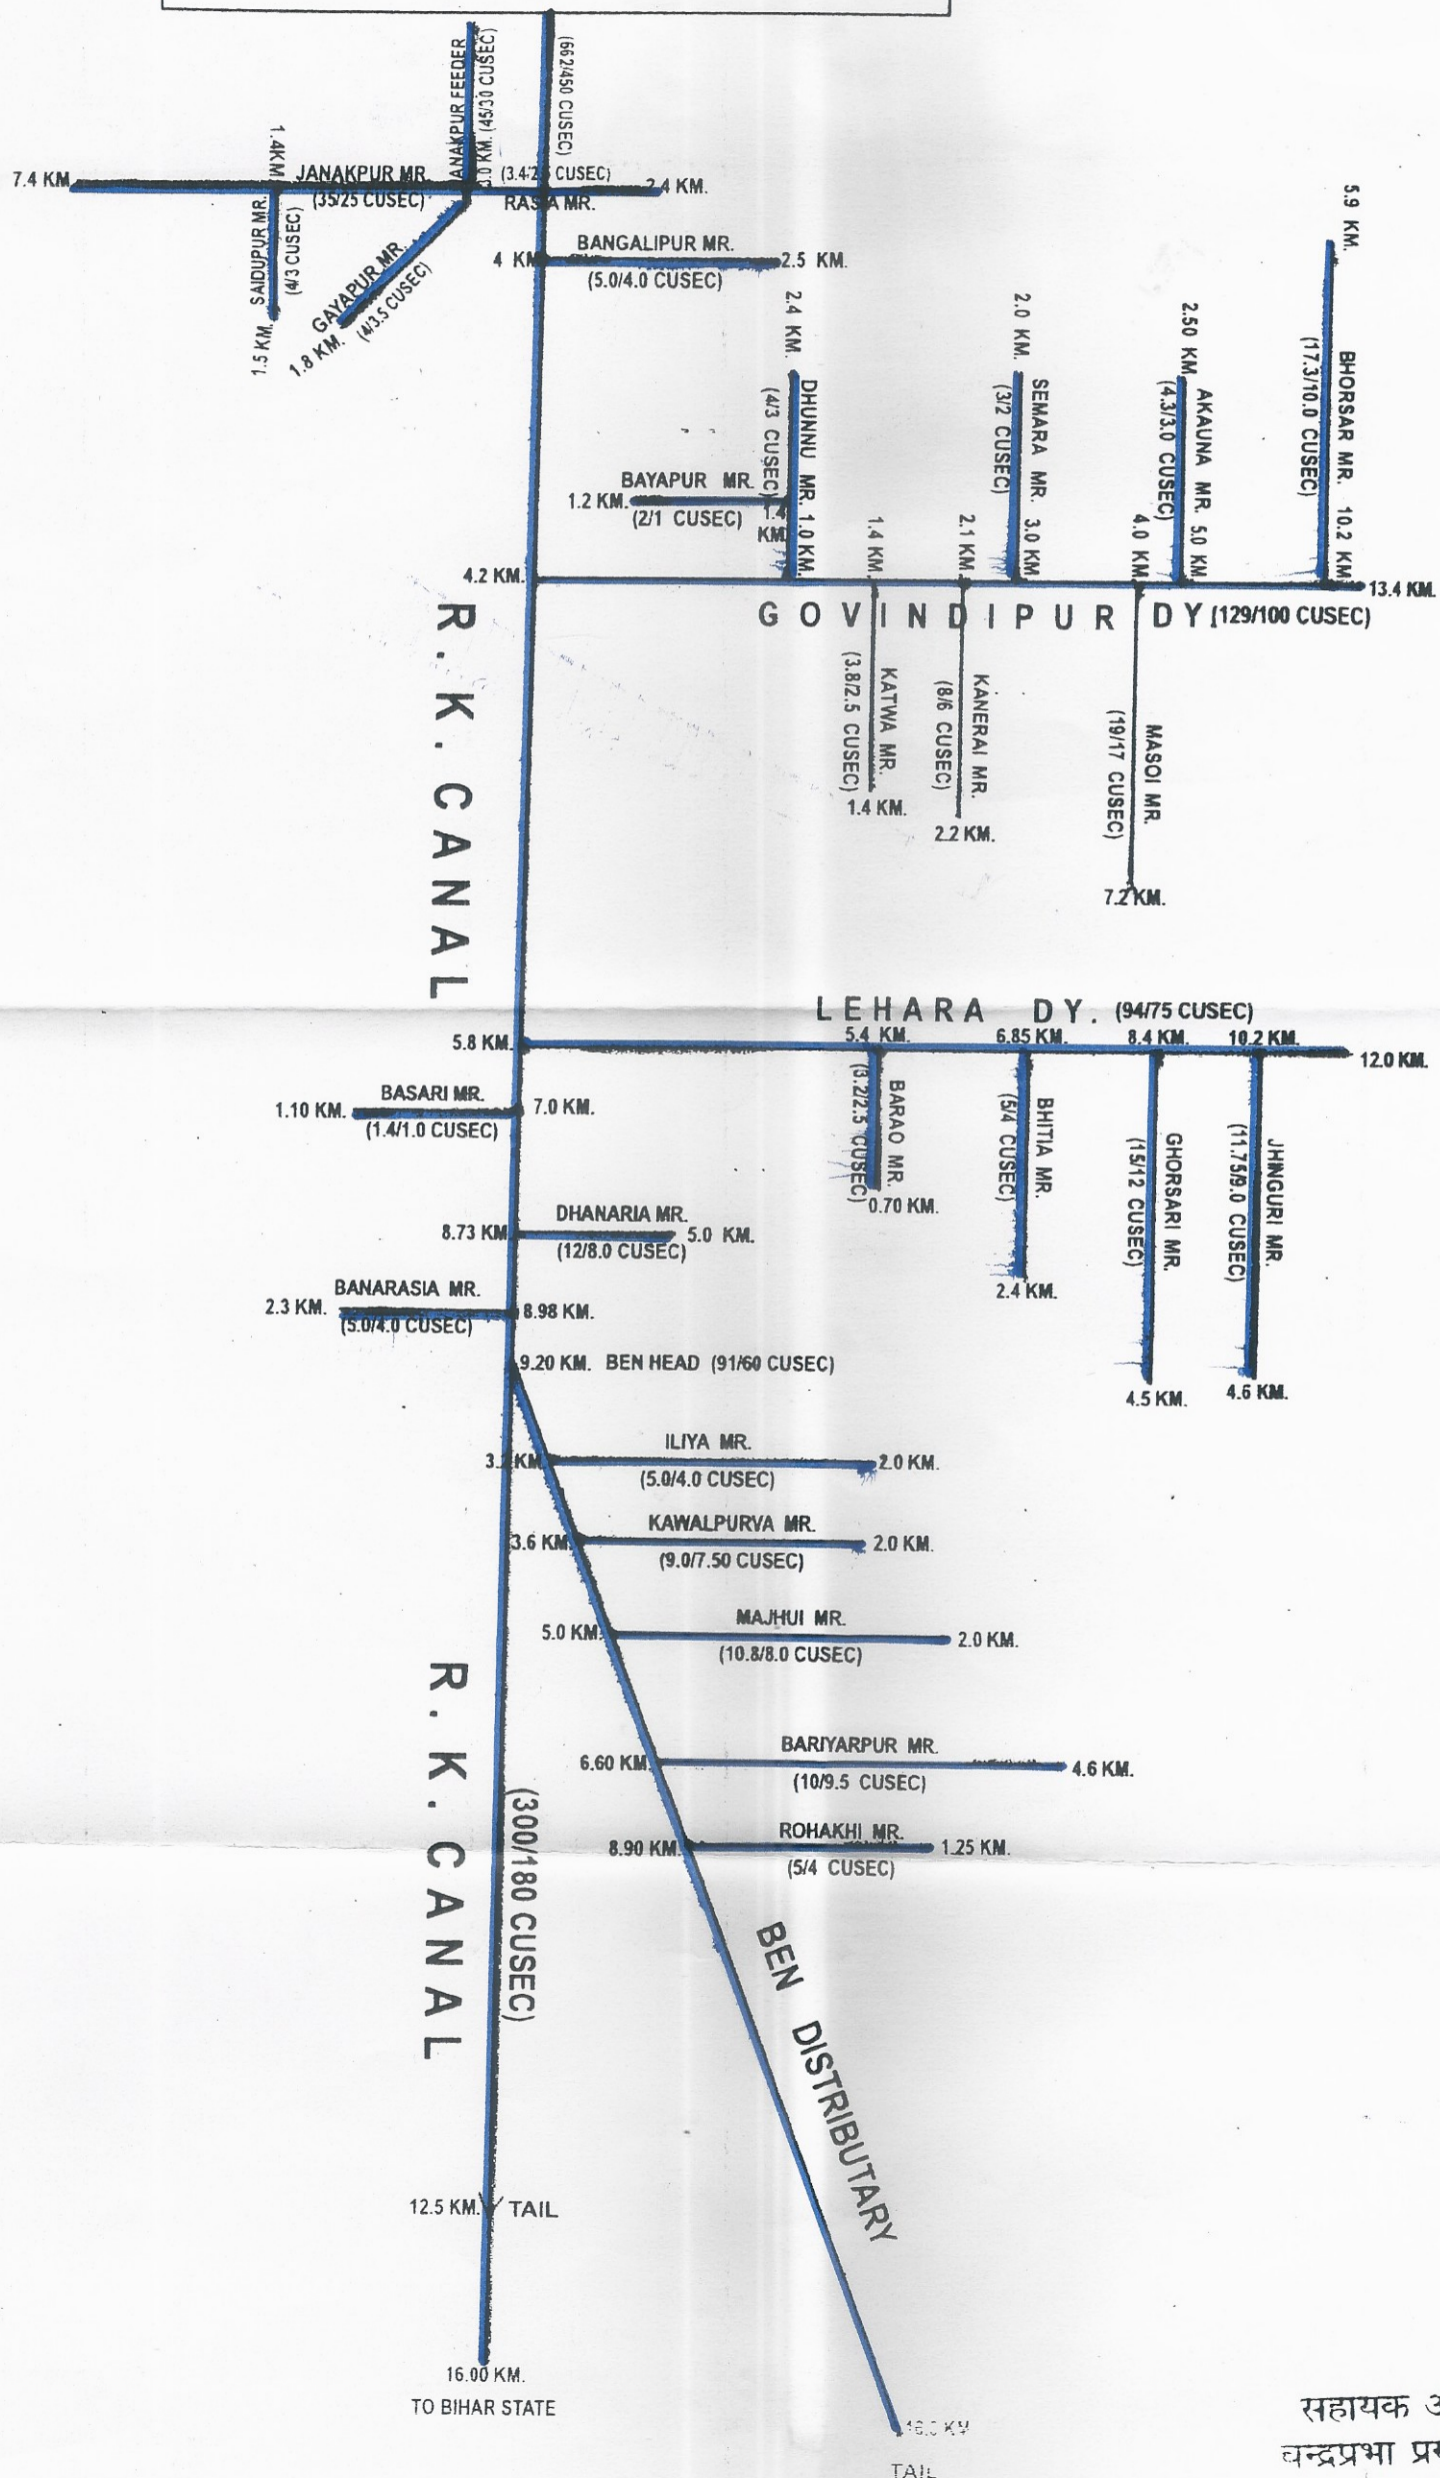 (662/450 CUSEC)
3.0 KM. (45/30 CUSEC)
1.4KM
7.4 KM
JANAKPUR MR.
(35/25 CUSEC)
RASIA MR.
2.4 KM.
SAIDUPUR MR.
(4/3 CUSEC)
1.5 KM.
GAYAPUR MR.
(4/3.5 CUSEC)
1.8 KM.
4 KM
BANGALIPUR MR.
(5.0/4.0 CUSEC)
2.5 KM.
2.4 KM.
DHUNNU MR. 1.0 KM.
(4/3 CUSEC)
BAYAPUR MR.
1.2 KM.
(2/1 CUSEC)
1.4
KM
2.0 KM.
SEMARA MR. 3.0 KM
(3/2 CUSEC)
2.50 KM.
AKAUNA MR. 5.0 KM
(4.3/3.0 CUSEC)
5.9 KM.
BHORSAR MR. 10.2 KM
(17.3/10.0 CUSEC)
4.2 KM.
1.4 KM.
2.1 KM.
4.0 KM.
13.4 KM.
GOVINDIPUR DY (129/100 CUSEC)
KATWA MR.
(3.8/2.5 CUSEC)
1.4 KM.
KANERAI MR.
(8/6 CUSEC)
2.2 KM.
MASOI MR.
(19/17 CUSEC)
7.2 KM.
R. K. CANAL
LEHARA DY. (94/75 CUSEC)
5.8 KM.
5.4 KM.
6.85 KM.
8.4 KM.
10.2 KM.
12.0 KM.
BARAO MR.
(3.2/2.5 CUSEC)
0.70 KM.
BHITIA MR.
(5/4 CUSEC)
2.4 KM.
GHORSARI MR.
(15/12 CUSEC)
4.5 KM.
JHINGURI MR.
(11.75/9.0 CUSEC)
4.6 KM.
BASARI MR.
1.10 KM.
(1.4/1.0 CUSEC)
7.0 KM.
8.73 KM
DHANARIA MR.
(12/8.0 CUSEC)
5.0 KM.
BANARASIA MR.
2.3 KM.
(5.0/4.0 CUSEC)
8.98 KM.
9.20 KM. BEN HEAD (91/60 CUSEC)
ILIYA MR.
(5.0/4.0 CUSEC)
2.0 KM.
3.6 KM.
KAWALPURVA MR.
(9.0/7.50 CUSEC)
2.0 KM.
5.0 KM.
MAJHUI MR.
(10.8/8.0 CUSEC)
2.0 KM.
6.60 KM.
BARIYARPUR MR.
(10/9.5 CUSEC)
4.6 KM.
8.90 KM.
ROHAKHI MR.
(5/4 CUSEC)
1.25 KM.
R. K. CANAL
(300/180 CUSEC)
BEN DISTRIBUTARY
12.5 KM.
TAIL
16.00 KM.
TO BIHAR STATE
TAIL
सहायक
चन्द्रप्रभा